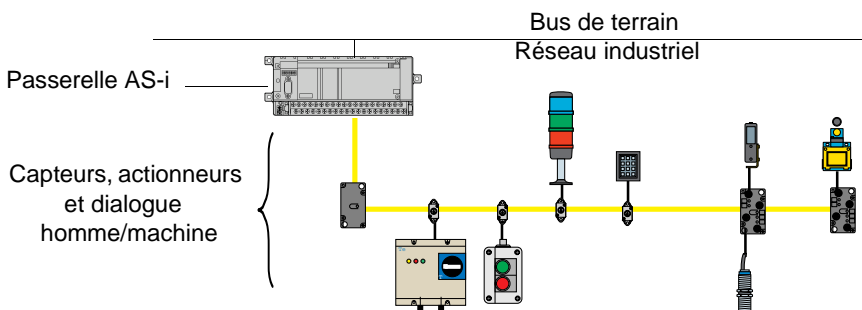 Bus de terrain
Réseau industriel
Passerelle AS-i
Capteurs, actionneurs
et dialogue
homme/machine